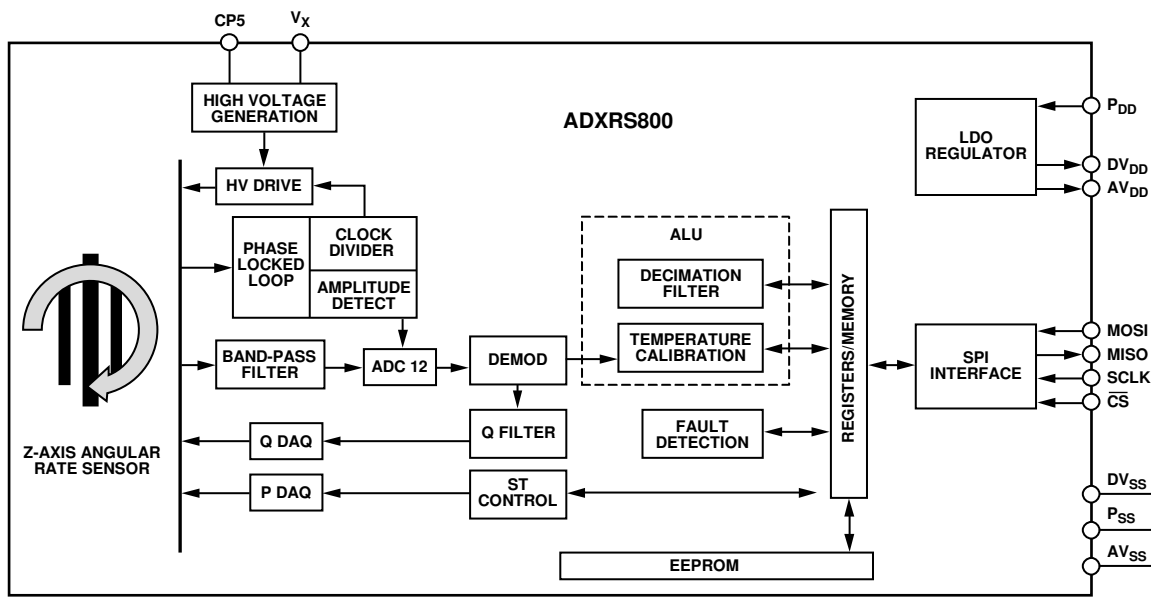 CP5
VX
HIGH VOLTAGE
GENERATION
ADXRS800
PDD
LDO
REGULATOR
DVDD
AVDD
HV DRIVE
PHASE
LOCKED
LOOP
CLOCK
DIVIDER
AMPLITUDE
DETECT
ALU
DECIMATION
FILTER
TEMPERATURE
CALIBRATION
BAND-PASS
FILTER
ADC 12
DEMOD
REGISTERS/MEMORY
SPI
INTERFACE
MOSI
MISO
SCLK
CS
Q FILTER
FAULT
DETECTION
Q DAQ
Z-AXIS ANGULAR
RATE SENSOR
P DAQ
ST
CONTROL
DVSS
PSS
AVSS
EEPROM